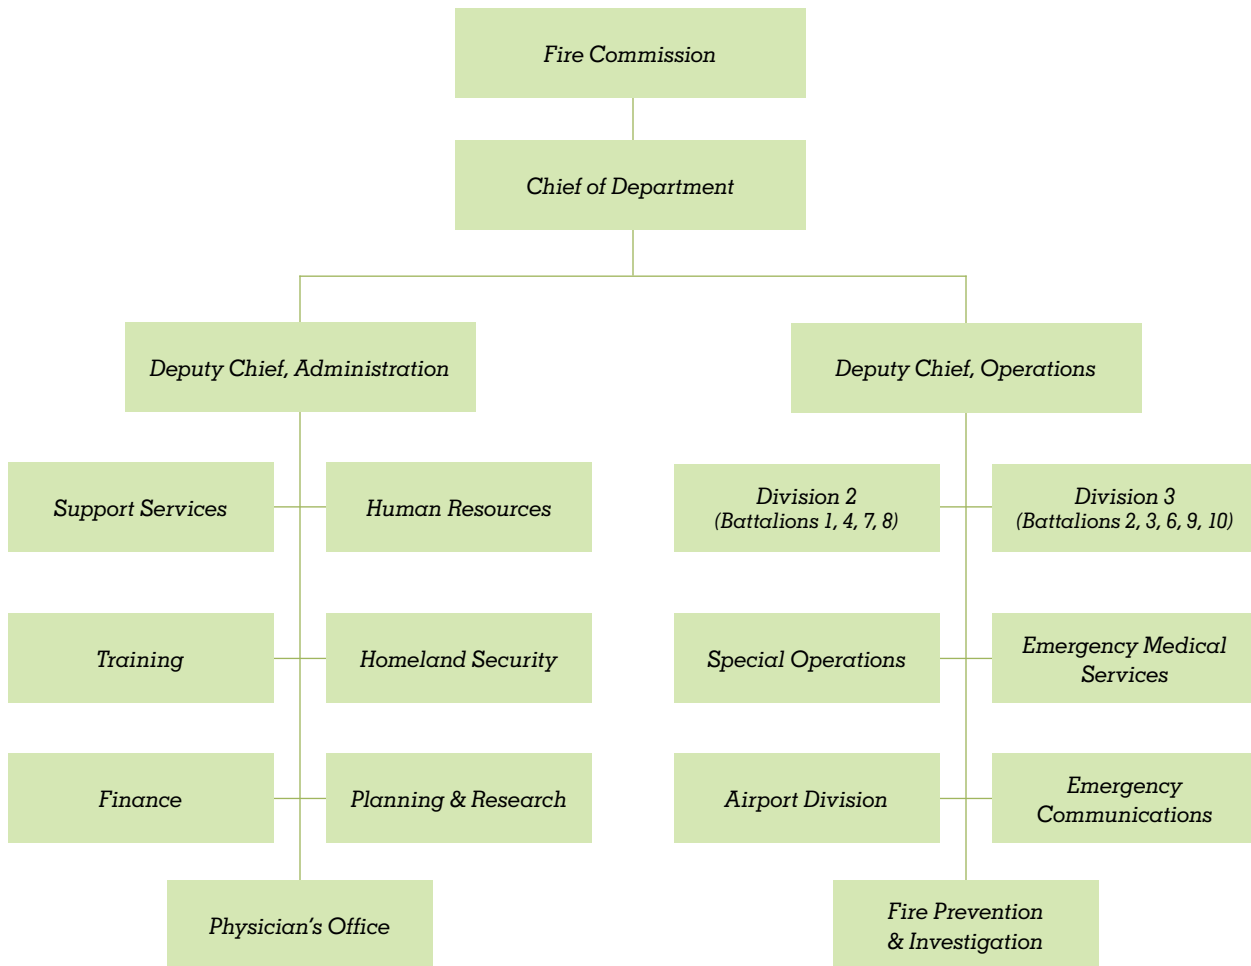 Fire Commission
Chief of Department
Deputy Chief, Administration
Deputy Chief, Operations
Support Services
Human Resources
Division 2
(Battalions 1, 4, 7, 8)
Division 3
(Battalions 2, 3, 6, 9, 10)
Training
Homeland Security
Special Operations
Emergency Medical
Services
Finance
Planning & Research
Airport Division
Emergency
Communications
Physician’s Office
Fire Prevention
& Investigation